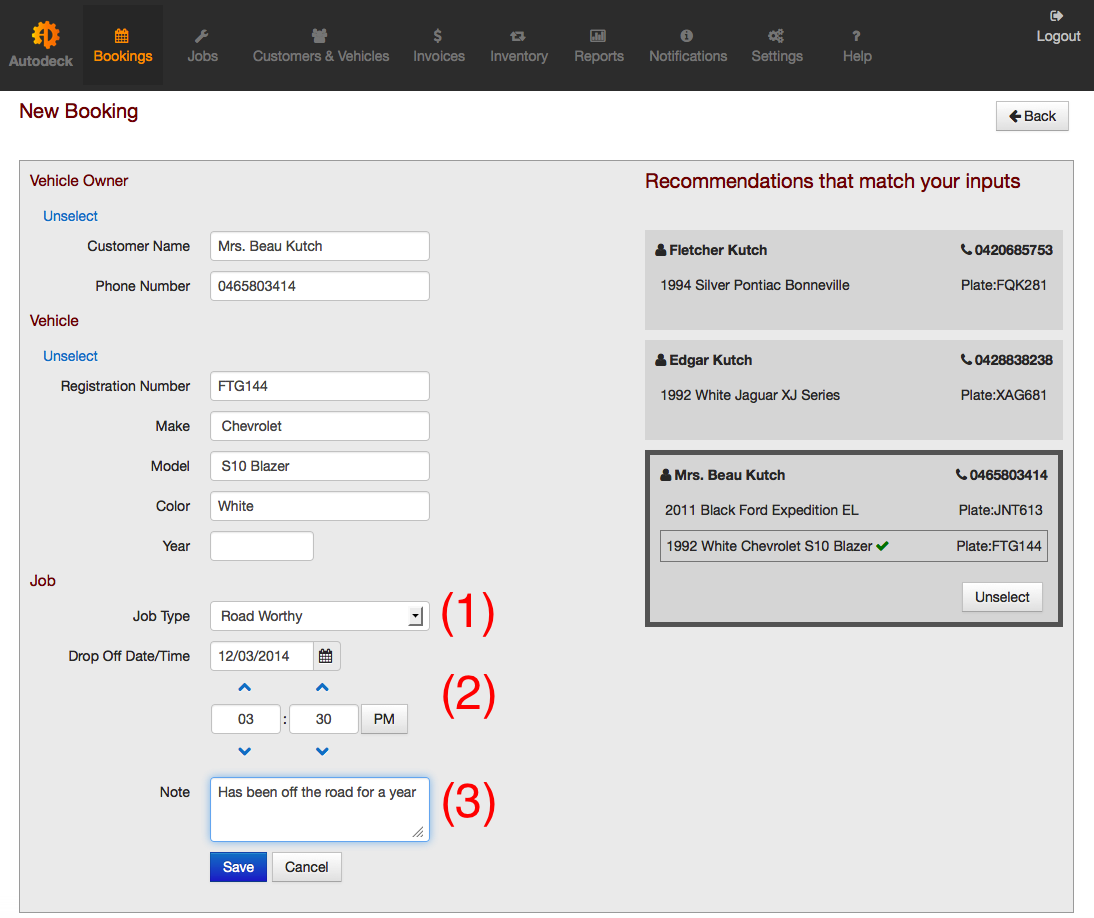 Autodeck
Bookings
Jobs
Customers & Vehicles
Invoices
Inventory
Reports
Notifications
Settings
Help
Logout
New Booking
Back
Vehicle Owner
Unselect
Customer Name
Mrs. Beau Kutch
Phone Number
0465803414
Vehicle
Unselect
Registration Number
FTG144
Make
Chevrolet
Model
S10 Blazer
Color
White
Year
Job
Job Type
Road Worthy
(1)
Drop Off Date/Time
12/03/2014
03 : 30 PM
(2)
Note
Has been off the road for a year
(3)
Save
Cancel
Recommendations that match your inputs
Fletcher Kutch 0420685753
1994 Silver Pontiac Bonneville Plate:FQK281
Edgar Kutch 0428838238
1992 White Jaguar XJ Series Plate:XAG681
Mrs. Beau Kutch 0465803414
2011 Black Ford Expedition EL Plate:JNT613
1992 White Chevrolet S10 Blazer Plate:FTG144
Unselect